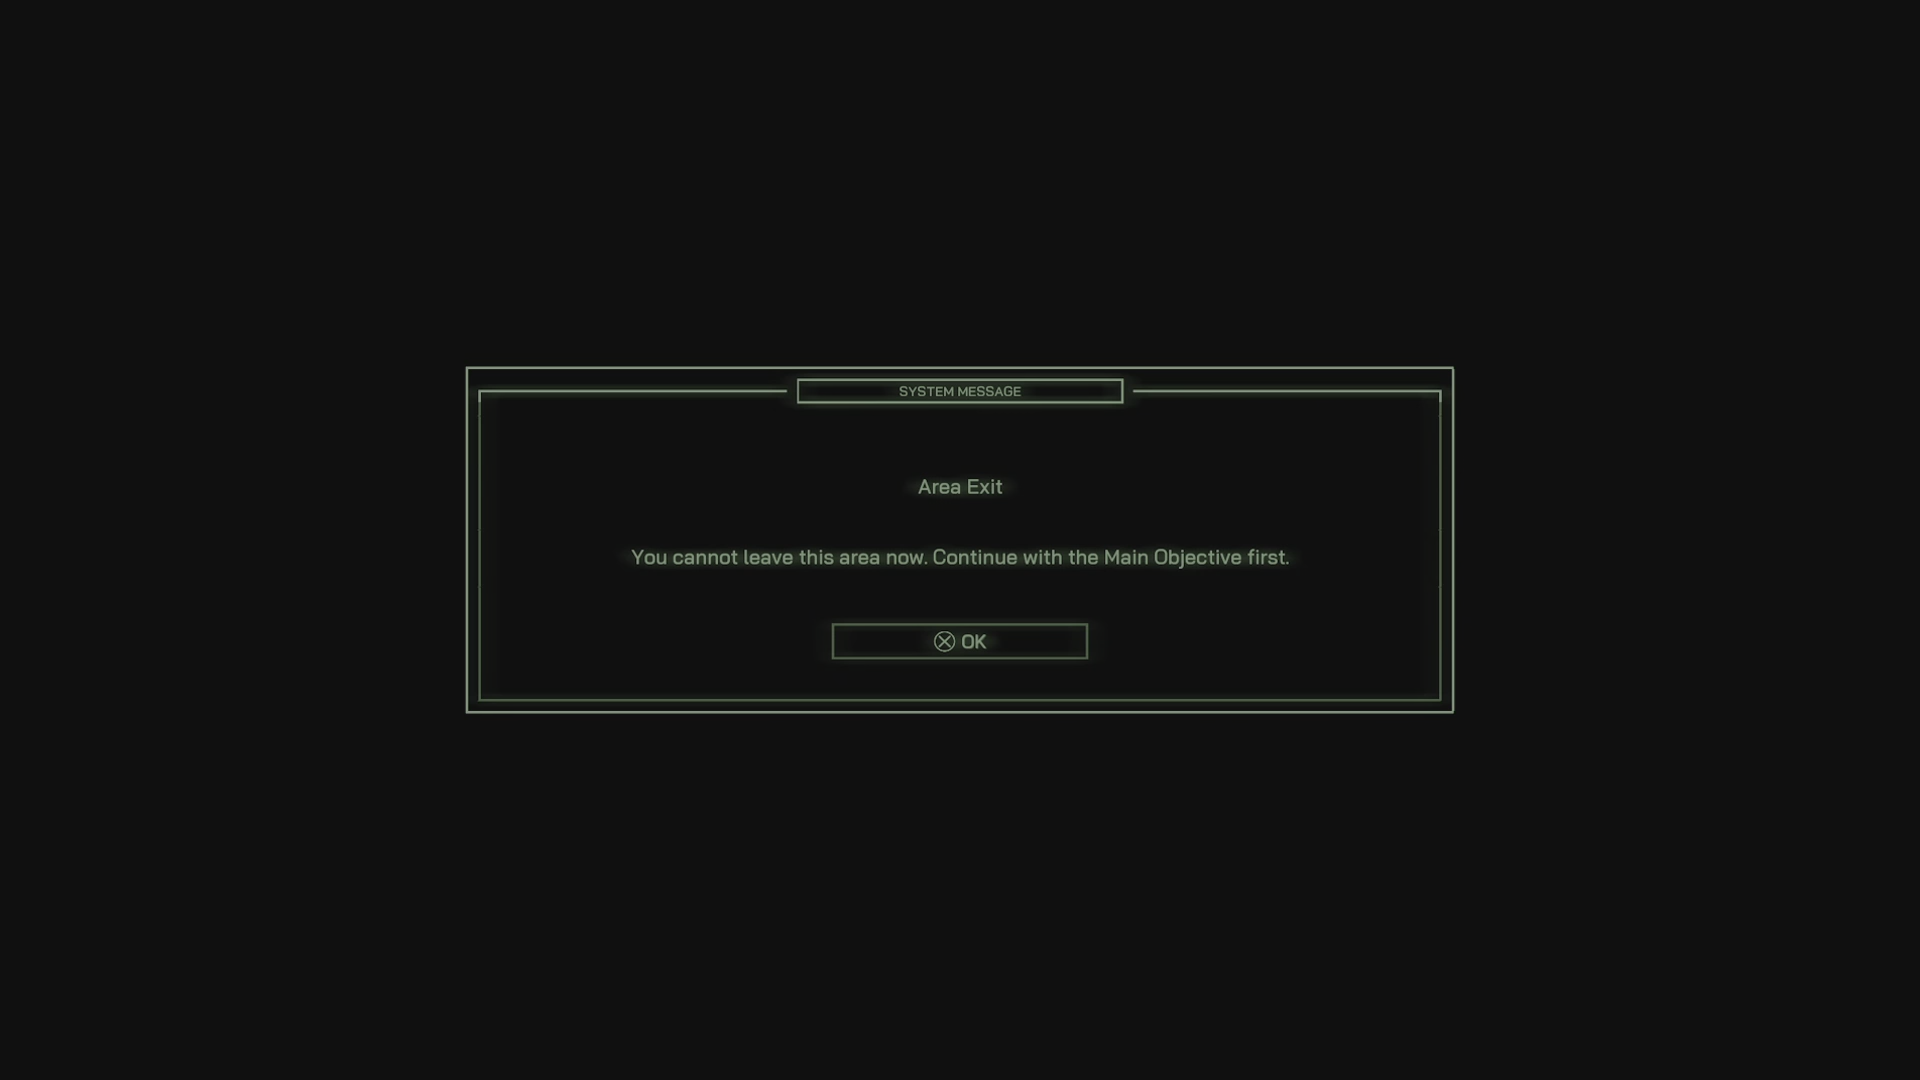 SYSTEM MESSAGE
Area Exit
You cannot leave this area now. Continue with the Main Objective first.
OK